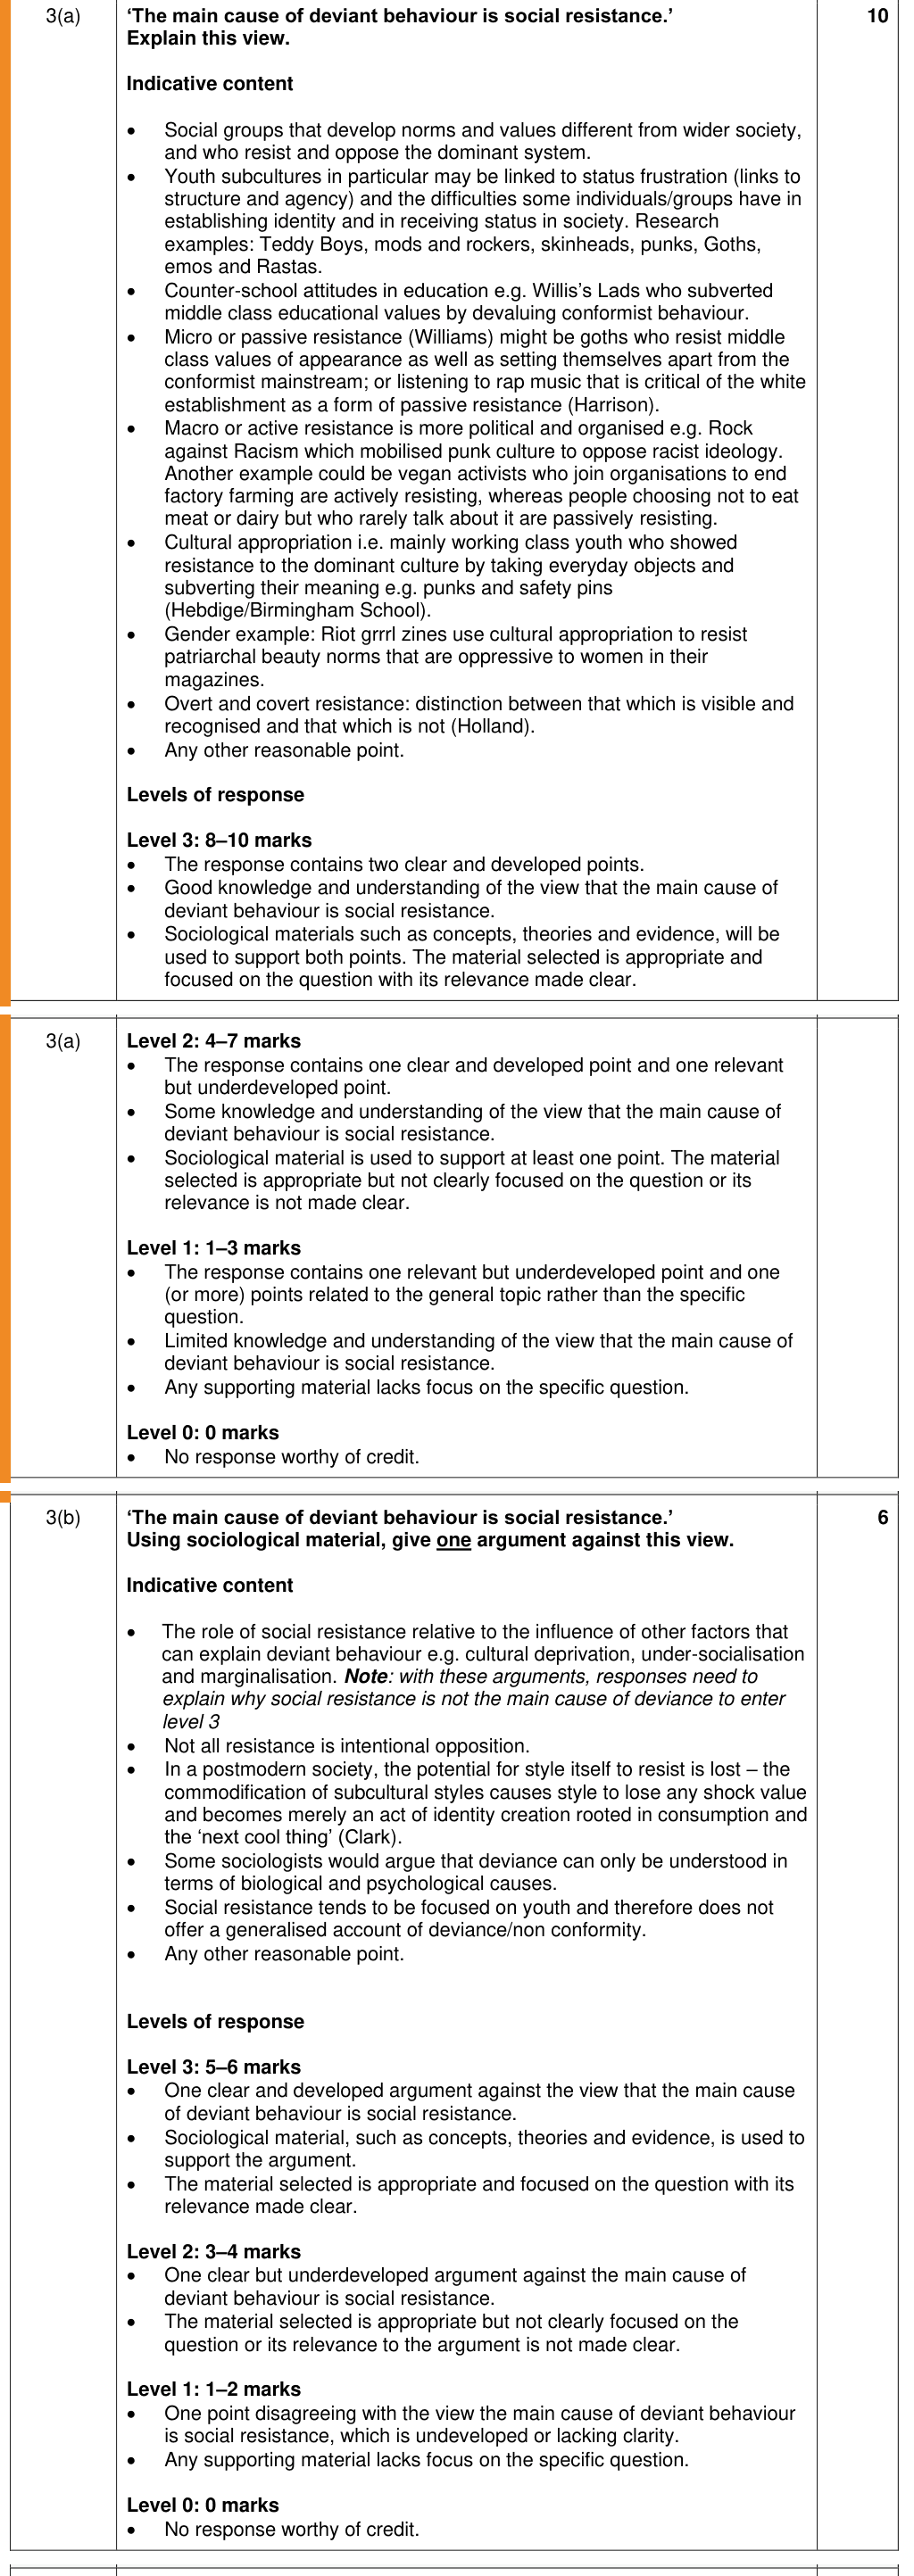 3(a)
‘The main cause of deviant behaviour is social resistance.’
10
Explain this view.
Indicative content
• Social groups that develop norms and values different from wider society,
and who resist and oppose the dominant system.
• Youth subcultures in particular may be linked to status frustration (links to
structure and agency) and the difficulties some individuals/groups have in
establishing identity and in receiving status in society. Research
examples: Teddy Boys, mods and rockers, skinheads, punks, Goths,
emos and Rastas.
• Counter-school attitudes in education e.g. Willis’s Lads who subverted
middle class educational values by devaluing conformist behaviour.
• Micro or passive resistance (Williams) might be goths who resist middle
class values of appearance as well as setting themselves apart from the
conformist mainstream; or listening to rap music that is critical of the white
establishment as a form of passive resistance (Harrison).
• Macro or active resistance is more political and organised e.g. Rock
against Racism which mobilised punk culture to oppose racist ideology.
Another example could be vegan activists who join organisations to end
factory farming are actively resisting, whereas people choosing not to eat
meat or dairy but who rarely talk about it are passively resisting.
• Cultural appropriation i.e. mainly working class youth who showed
resistance to the dominant culture by taking everyday objects and
subverting their meaning e.g. punks and safety pins
(Hebdige/Birmingham School).
• Gender example: Riot grrrl zines use cultural appropriation to resist
patriarchal beauty norms that are oppressive to women in their
magazines.
• Overt and covert resistance: distinction between that which is visible and
recognised and that which is not (Holland).
• Any other reasonable point.
Levels of response
Level 3: 8–10 marks
• The response contains two clear and developed points.
• Good knowledge and understanding of the view that the main cause of
deviant behaviour is social resistance.
• Sociological materials such as concepts, theories and evidence, will be
used to support both points. The material selected is appropriate and
focused on the question with its relevance made clear.
3(a)
Level 2: 4–7 marks
• The response contains one clear and developed point and one relevant
but underdeveloped point.
• Some knowledge and understanding of the view that the main cause of
deviant behaviour is social resistance.
• Sociological material is used to support at least one point. The material
selected is appropriate but not clearly focused on the question or its
relevance is not made clear.
Level 1: 1–3 marks
• The response contains one relevant but underdeveloped point and one
(or more) points related to the general topic rather than the specific
question.
• Limited knowledge and understanding of the view that the main cause of
deviant behaviour is social resistance.
• Any supporting material lacks focus on the specific question.
Level 0: 0 marks
• No response worthy of credit.
3(b)
‘The main cause of deviant behaviour is social resistance.’
6
Using sociological material, give one argument against this view.
Indicative content
• The role of social resistance relative to the influence of other factors that
can explain deviant behaviour e.g. cultural deprivation, under-socialisation
and marginalisation. Note: with these arguments, responses need to
explain why social resistance is not the main cause of deviance to enter
level 3
• Not all resistance is intentional opposition.
• In a postmodern society, the potential for style itself to resist is lost – the
commodification of subcultural styles causes style to lose any shock value
and becomes merely an act of identity creation rooted in consumption and
the ‘next cool thing’ (Clark).
• Some sociologists would argue that deviance can only be understood in
terms of biological and psychological causes.
• Social resistance tends to be focused on youth and therefore does not
offer a generalised account of deviance/non conformity.
• Any other reasonable point.
Levels of response
Level 3: 5–6 marks
• One clear and developed argument against the view that the main cause
of deviant behaviour is social resistance.
• Sociological material, such as concepts, theories and evidence, is used to
support the argument.
• The material selected is appropriate and focused on the question with its
relevance made clear.
Level 2: 3–4 marks
• One clear but underdeveloped argument against the main cause of
deviant behaviour is social resistance.
• The material selected is appropriate but not clearly focused on the
question or its relevance to the argument is not made clear.
Level 1: 1–2 marks
• One point disagreeing with the view the main cause of deviant behaviour
is social resistance, which is undeveloped or lacking clarity.
• Any supporting material lacks focus on the specific question.
Level 0: 0 marks
• No response worthy of credit.